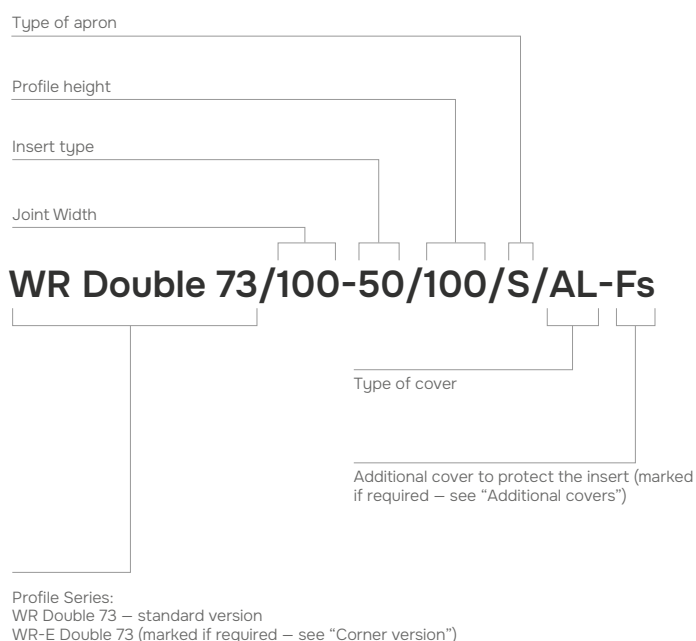 Type of apron
Profile height
Insert type
Joint Width
WR Double 73/100-50/100/S/AL-Fs
Type of cover
Additional cover to protect the insert (marked
if required — see “Additional covers”)
Profile Series:
WR Double 73 — standard version
WR-E Double 73 (marked if required — see “Corner version”)